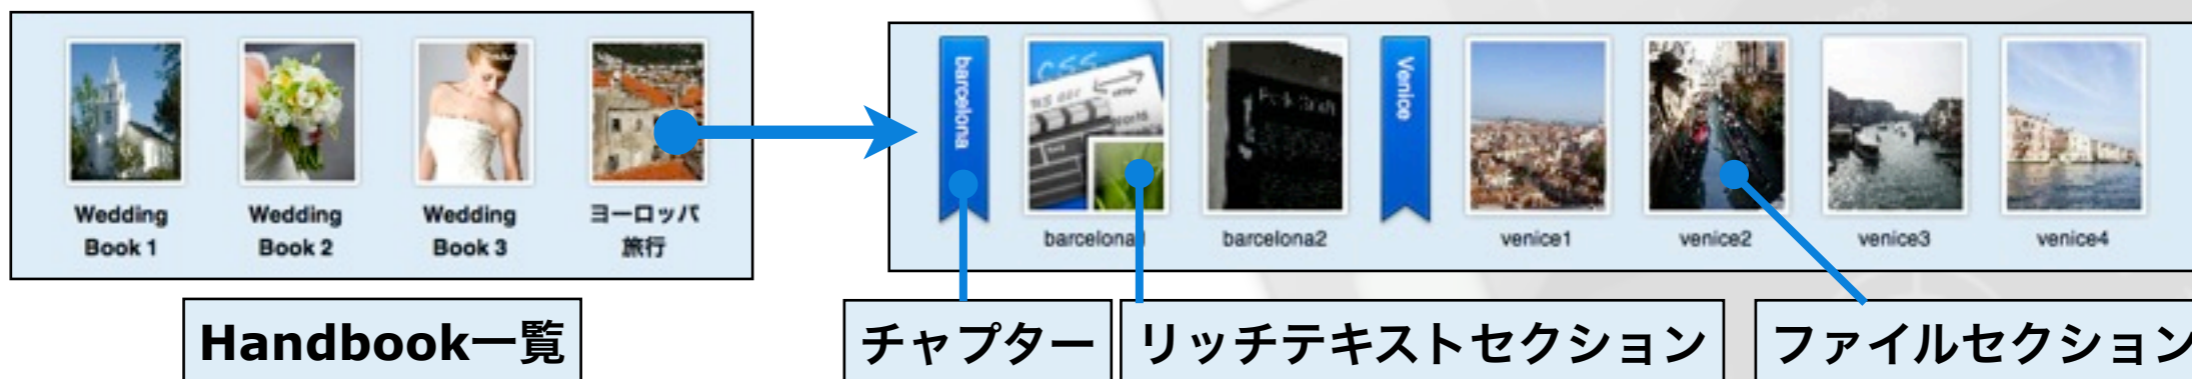 Wedding
Book 1
Wedding
Book 2
Wedding
Book 3
ヨーロッパ
旅行
barcelona
CSS
barcelona1
barcelona2
Venice
venice1
venice2
venice3
venice4
Handbook一覧
チャプター
リッチテキストセクション
ファイルセクション